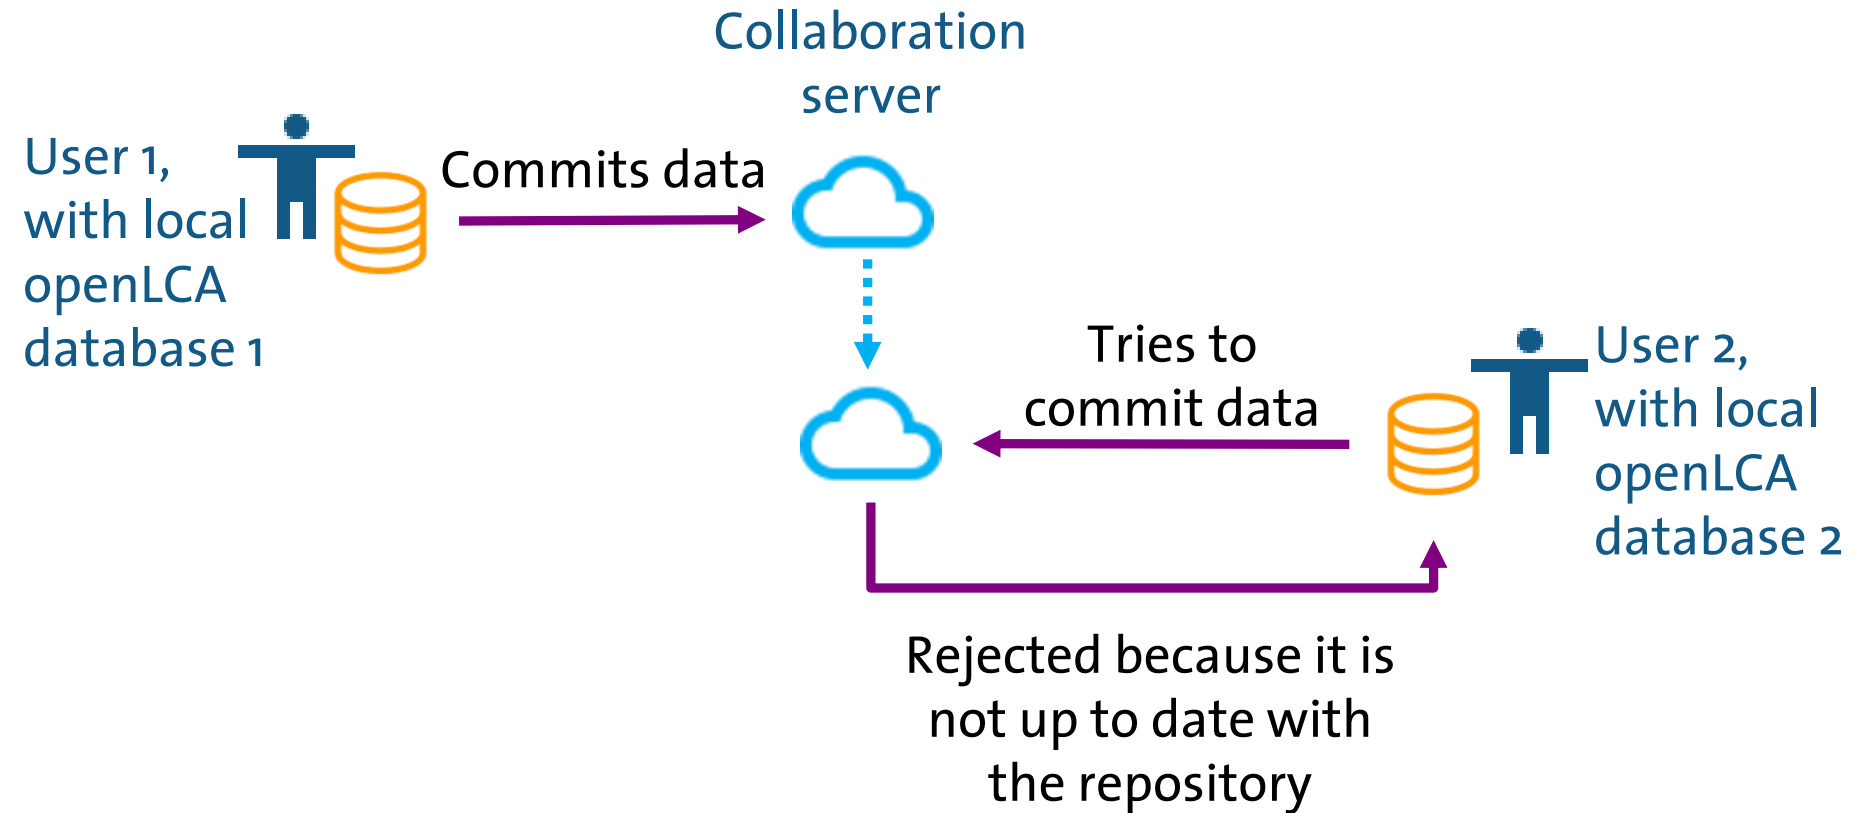 Collaboration
server
User 1,
with local
openLCA
database 1
Commits data
Tries to
commit data
User 2,
with local
openLCA
database 2
Rejected because it is
not up to date with
the repository